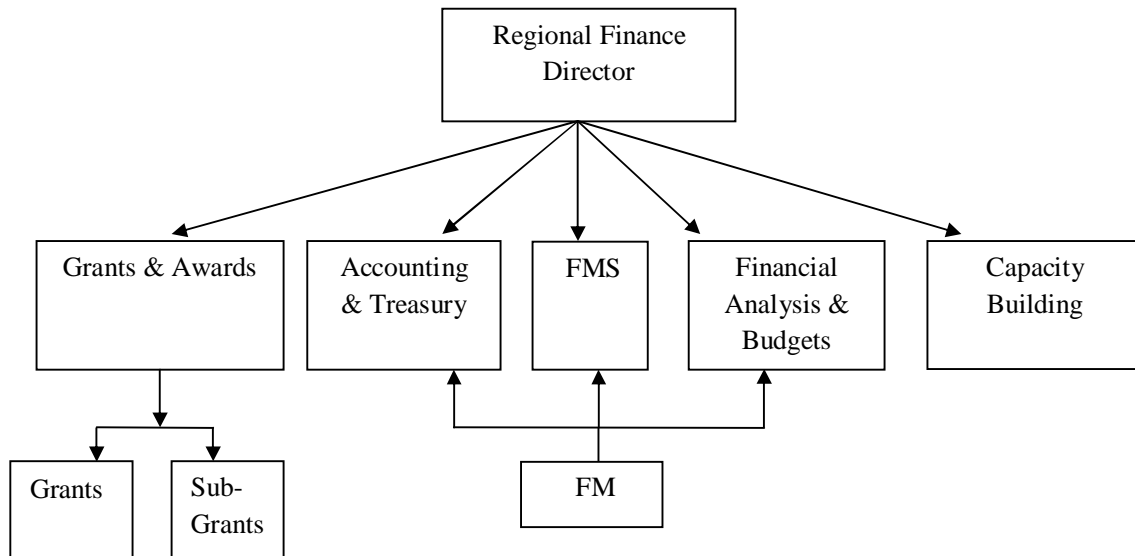 Regional Finance
Director
Grants & Awards
Accounting
& Treasury
FMS
Financial
Analysis &
Budgets
Capacity
Building
Grants
Sub-
Grants
FM